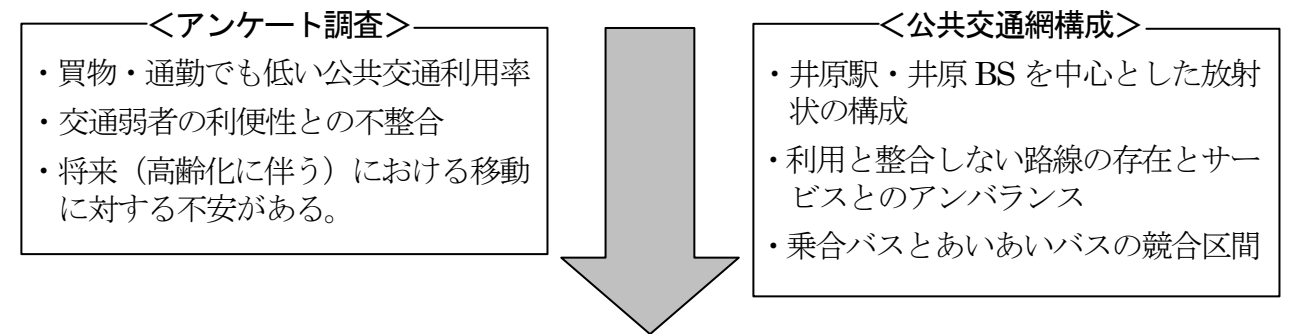 ＜アンケート調査＞
・買物・通勤でも低い公共交通利用率
・交通弱者の利便性との不整合
・将来（高齢化に伴う）における移動
に対する不安がある。
＜公共交通網構成＞
・井原駅・井原 BS を中心とした放射
状の構成
・利用と整合しない路線の存在とサー
ビスとのアンバランス
・乗合バスとあいあいバスの競合区間